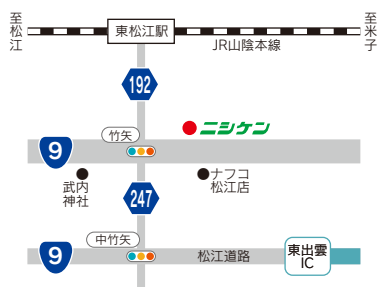 至松江
東松江駅
至米子
JR山陰本線
192
竹矢
ニシケン
9
武内
神社
ナフコ
松江店
247
中竹矢
9
松江道路
東出雲
IC